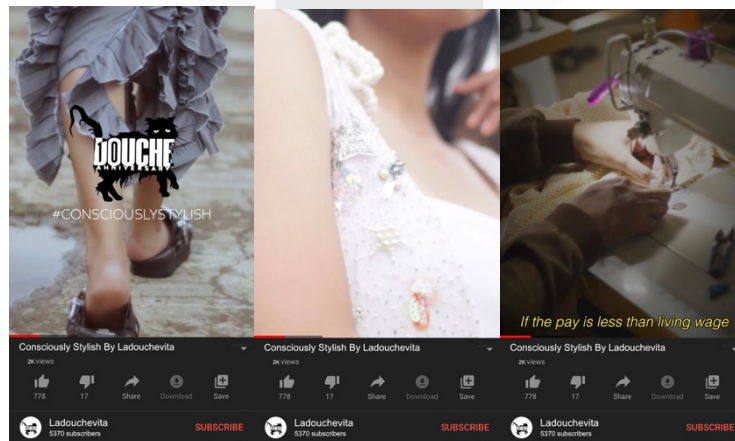 DOUCHE
ANNIVERSARY
#CONSCIOUSLYSTYLISH
Consciously Stylish By Ladouchevita
2K views
778
17
Share
Download
Save
Ladouchevita
5370 subscribers
SUBSCRIBE
Consciously Stylish By Ladouchevita
2K views
778
17
Share
Download
Save
Ladouchevita
5370 subscribers
SUBSCRIBE
If the pay is less than living wage
Consciously Stylish By Ladouchevita
2K views
778
17
Share
Download
Save
Ladouchevita
5370 subscribers
SUBSCRIBE